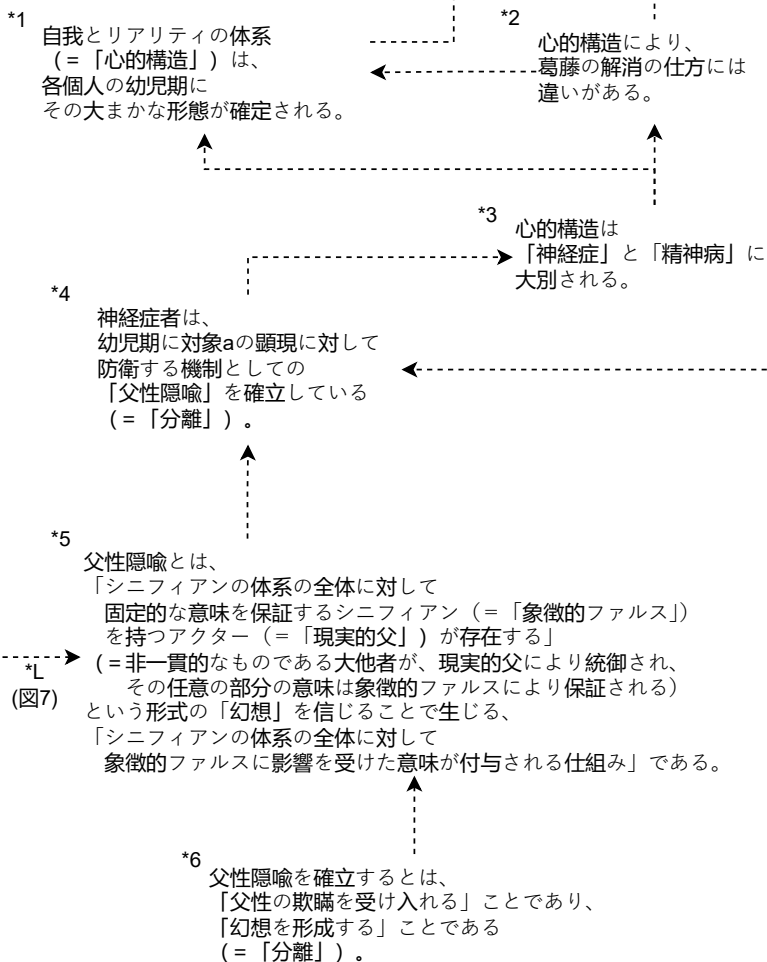 *1
自我とリアリティの体系
（=「心的構造」）は、
各個人の幼児期に
その大まかな形態が確定される。
*2
心的構造により、
葛藤の解消の仕方には
違いがある。
*3
心的構造は
「神経症」と「精神病」に
大別される。
*4
神経症者は、
幼児期に対象aの顕現に対して
防衛する機制としての
「父性隠喩」を確立している
（=「分離」）。
*5
父性隠喩とは、
「シニフィアンの体系の全体に対して
固定的な意味を保証するシニフィアン（=「象徴的ファルス」）
を持つアクター（=「現実的父」）が存在する」
（=非一貫的なものである大他者が、現実的父により統御され、
その任意の部分の意味は象徴的ファルスにより保証される）
という形式の「幻想」を信じることで生じる、
「シニフィアンの体系の全体に対して
象徴的ファルスに影響を受けた意味が付与される仕組み」である。
*L
(図7)
*6
父性隠喩を確立するとは、
「父性の欺瞞を受け入れる」ことであり、
「幻想を形成する」ことである
（=「分離」）。